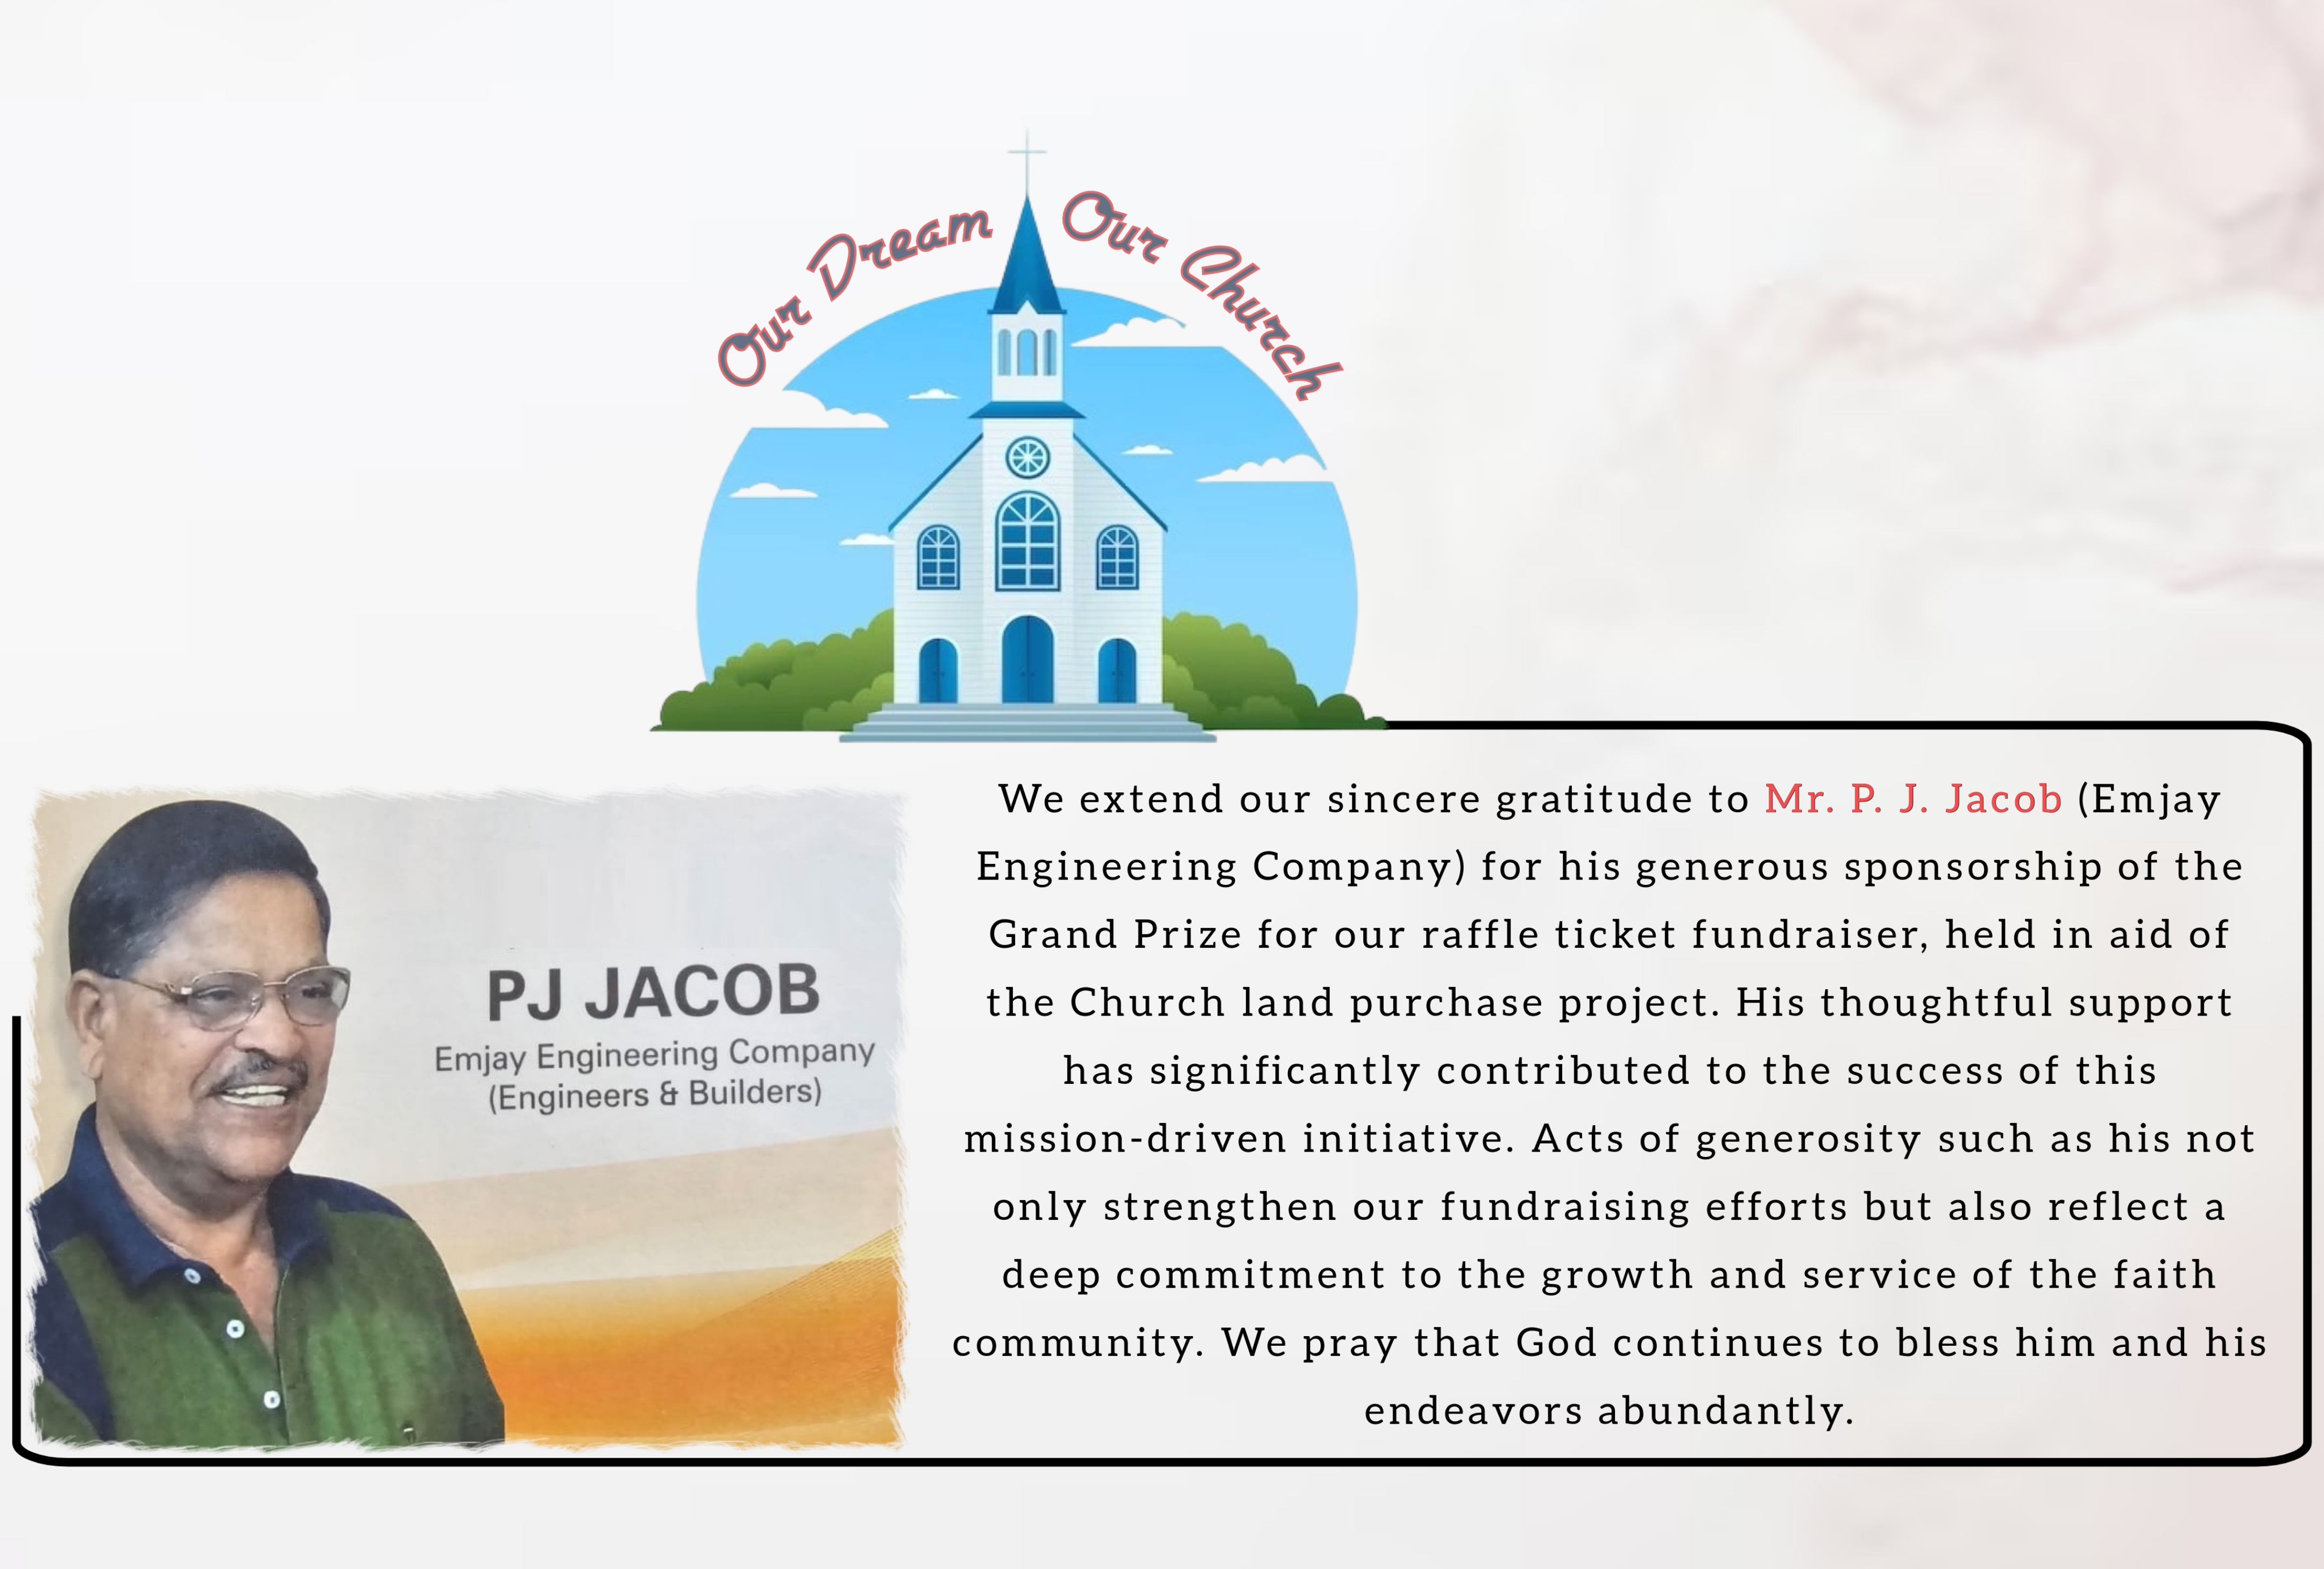 Our Dream Our Church
PJ JACOB
Emjay Engineering Company
(Engineers & Builders)
We extend our sincere gratitude to Mr. P. J. Jacob (Emjay
Engineering Company) for his generous sponsorship of the
Grand Prize for our raffle ticket fundraiser, held in aid of
the Church land purchase project. His thoughtful support
has significantly contributed to the success of this
mission-driven initiative. Acts of generosity such as his not
only strengthen our fundraising efforts but also reflect a
deep commitment to the growth and service of the faith
community. We pray that God continues to bless him and his
endeavors abundantly.